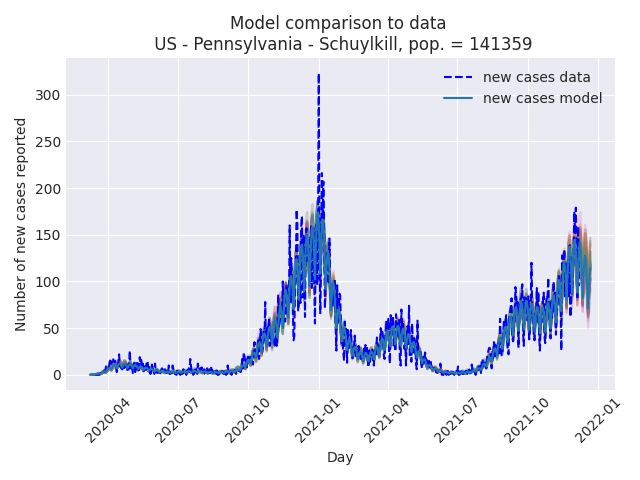 Model comparison to data
US - Pennsylvania - Schuylkill, pop. = 141359
new cases data
new cases model
Number of new cases reported
300
250
200
150
100
50
0
2020-04
2020-07
2020-10
2021-01
2021-04
2021-07
2021-10
2022-01
Day